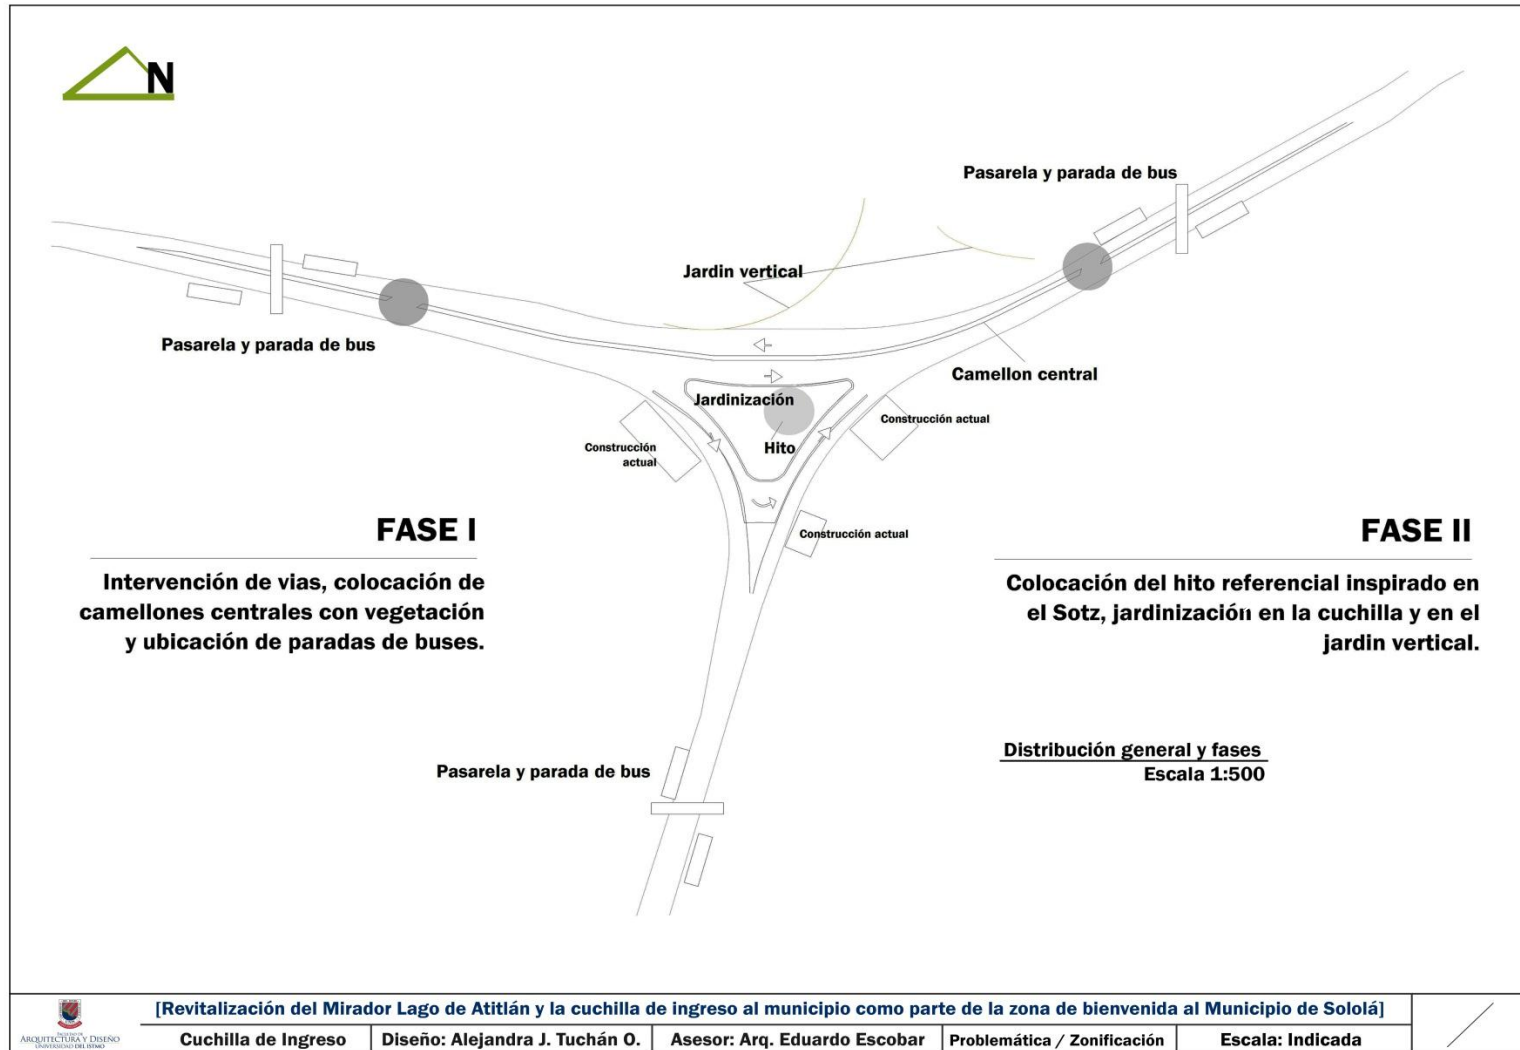 N
Pasarela y parada de bus
Jardin vertical
Pasarela y parada de bus
Camellon central
Jardinización
Construcción actual
Hito
Construcción
actual
Construcción actual
FASE I
Intervención de vias, colocación de
camellones centrales con vegetación
y ubicación de paradas de buses.
FASE II
Colocación del hito referencial inspirado en
el Sotz, jardinización en la cuchilla y en el
jardin vertical.
Pasarela y parada de bus
Distribución general y fases
Escala 1:500
[Revitalización del Mirador Lago de Atitlán y la cuchilla de ingreso al municipio como parte de la zona de bienvenida al Municipio de Sololá]
FACULTAD DE
ARQUITECTURA Y DISEÑO
UNIVERSIDAD DEL ISTMO
Cuchilla de Ingreso
Diseño: Alejandra J. Tuchán O.
Asesor: Arq. Eduardo Escobar
Problemática / Zonificación
Escala: Indicada